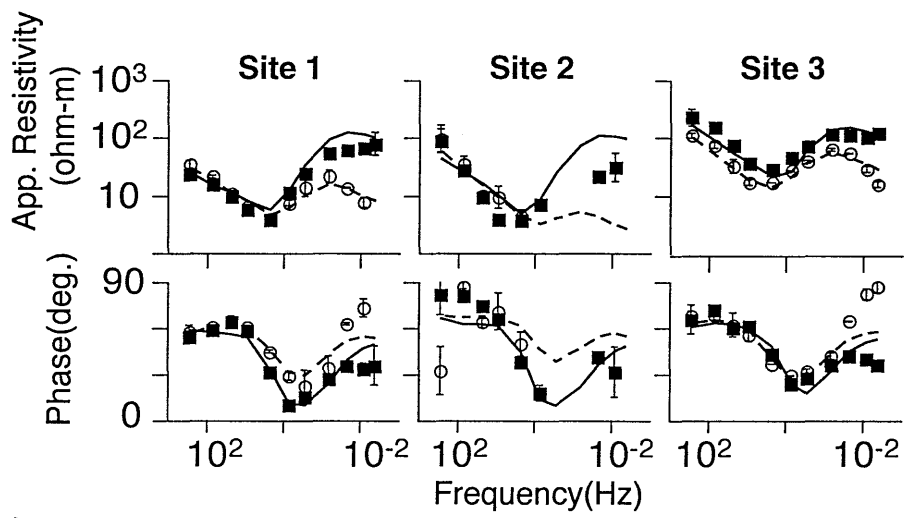 Site 1 Site 2 Site 3
App. Resistivity
(ohm-m)
10³
10²
10
Phase(deg.)
90
0
10² 10⁻² 10² 10⁻² 10² 10⁻²
Frequency(Hz)